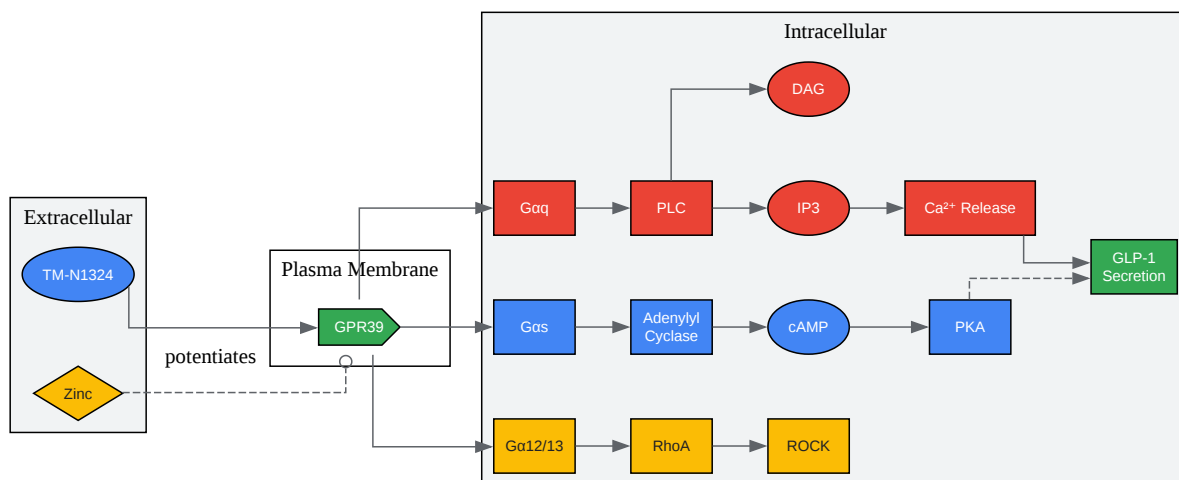 Intracellular
DAG
Extracellular
Gαq
PLC
IP3
Ca²⁺ Release
TM-N1324
Plasma Membrane
GLP-1
Secretion
GPR39
Gαs
Adenylyl
Cyclase
cAMP
PKA
potentiates
Zinc
Gα12/13
RhoA
ROCK